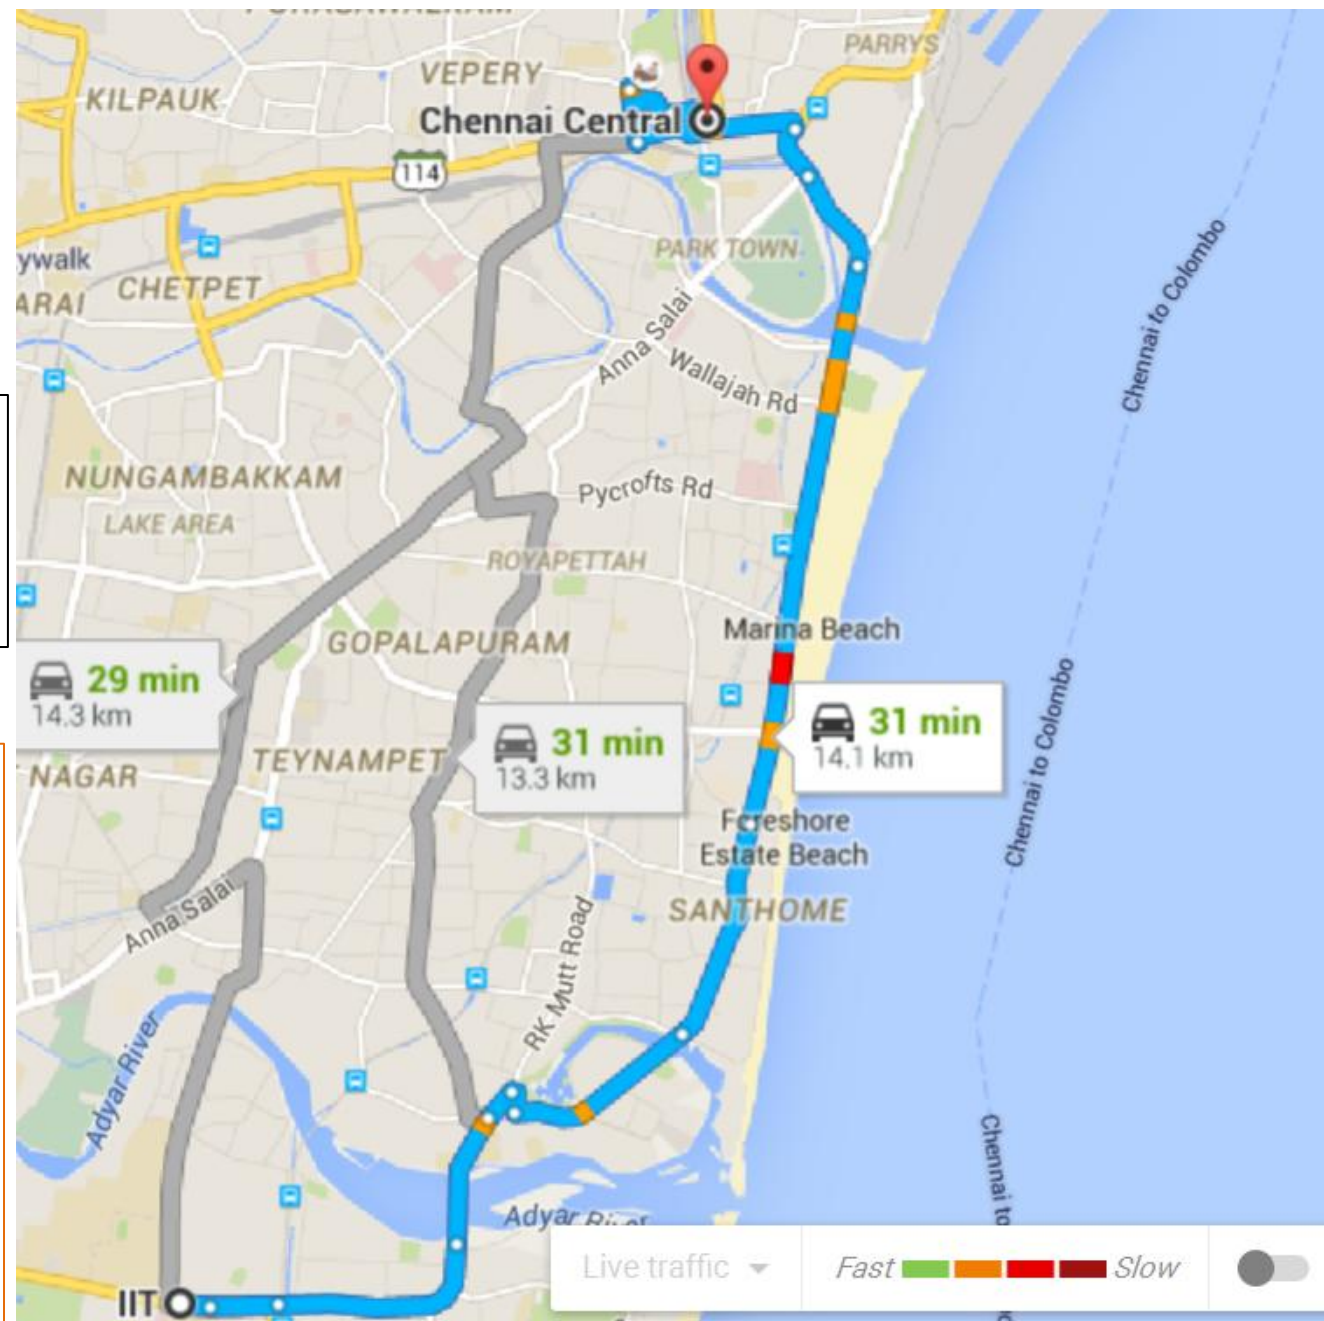 PARRYS
VEPERY
KILPAUK
Chennai Central
114
PARK TOWN
ywalk
ARAI
CHETPET
Anna Salai
Wallajah Rd
Chennai to Colombo
NUNGAMBAKKAM
LAKE AREA
Pycrofts Rd
ROYAPETTAH
Marina Beach
GOPALAPURAM
29 min
14.3 km
31 min
13.3 km
31 min
14.1 km
TEYNAMPET
NAGAR
Chennai to Colombo
Foreshore
Estate Beach
SANTHOME
Anna Salai
RK Mutt Road
Adyar River
Adyar River
Chennai to
IIT
Live traffic
Fast
Slow